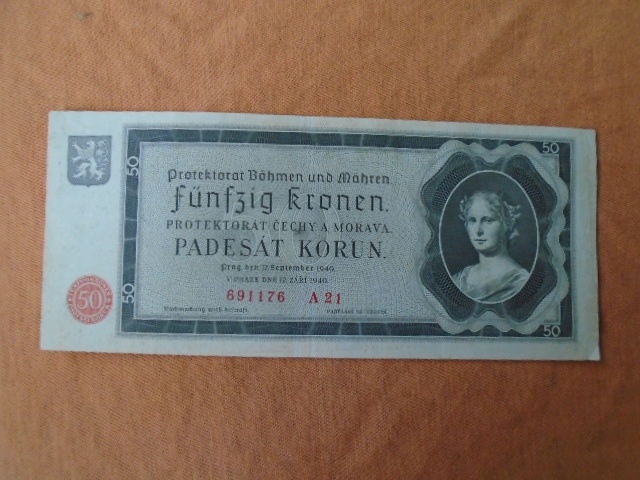 50
50
Protektorat Böhmen und Mähren
Fünfzig Kronen.
PROTEKTORÁT ČECHY A MORAVA
PADESÁT KORUN.
Prag den 12. September 1940.
V PRAZE DNE 12. ZÁŘÍ 1940.
691176 A 21
50
50
50